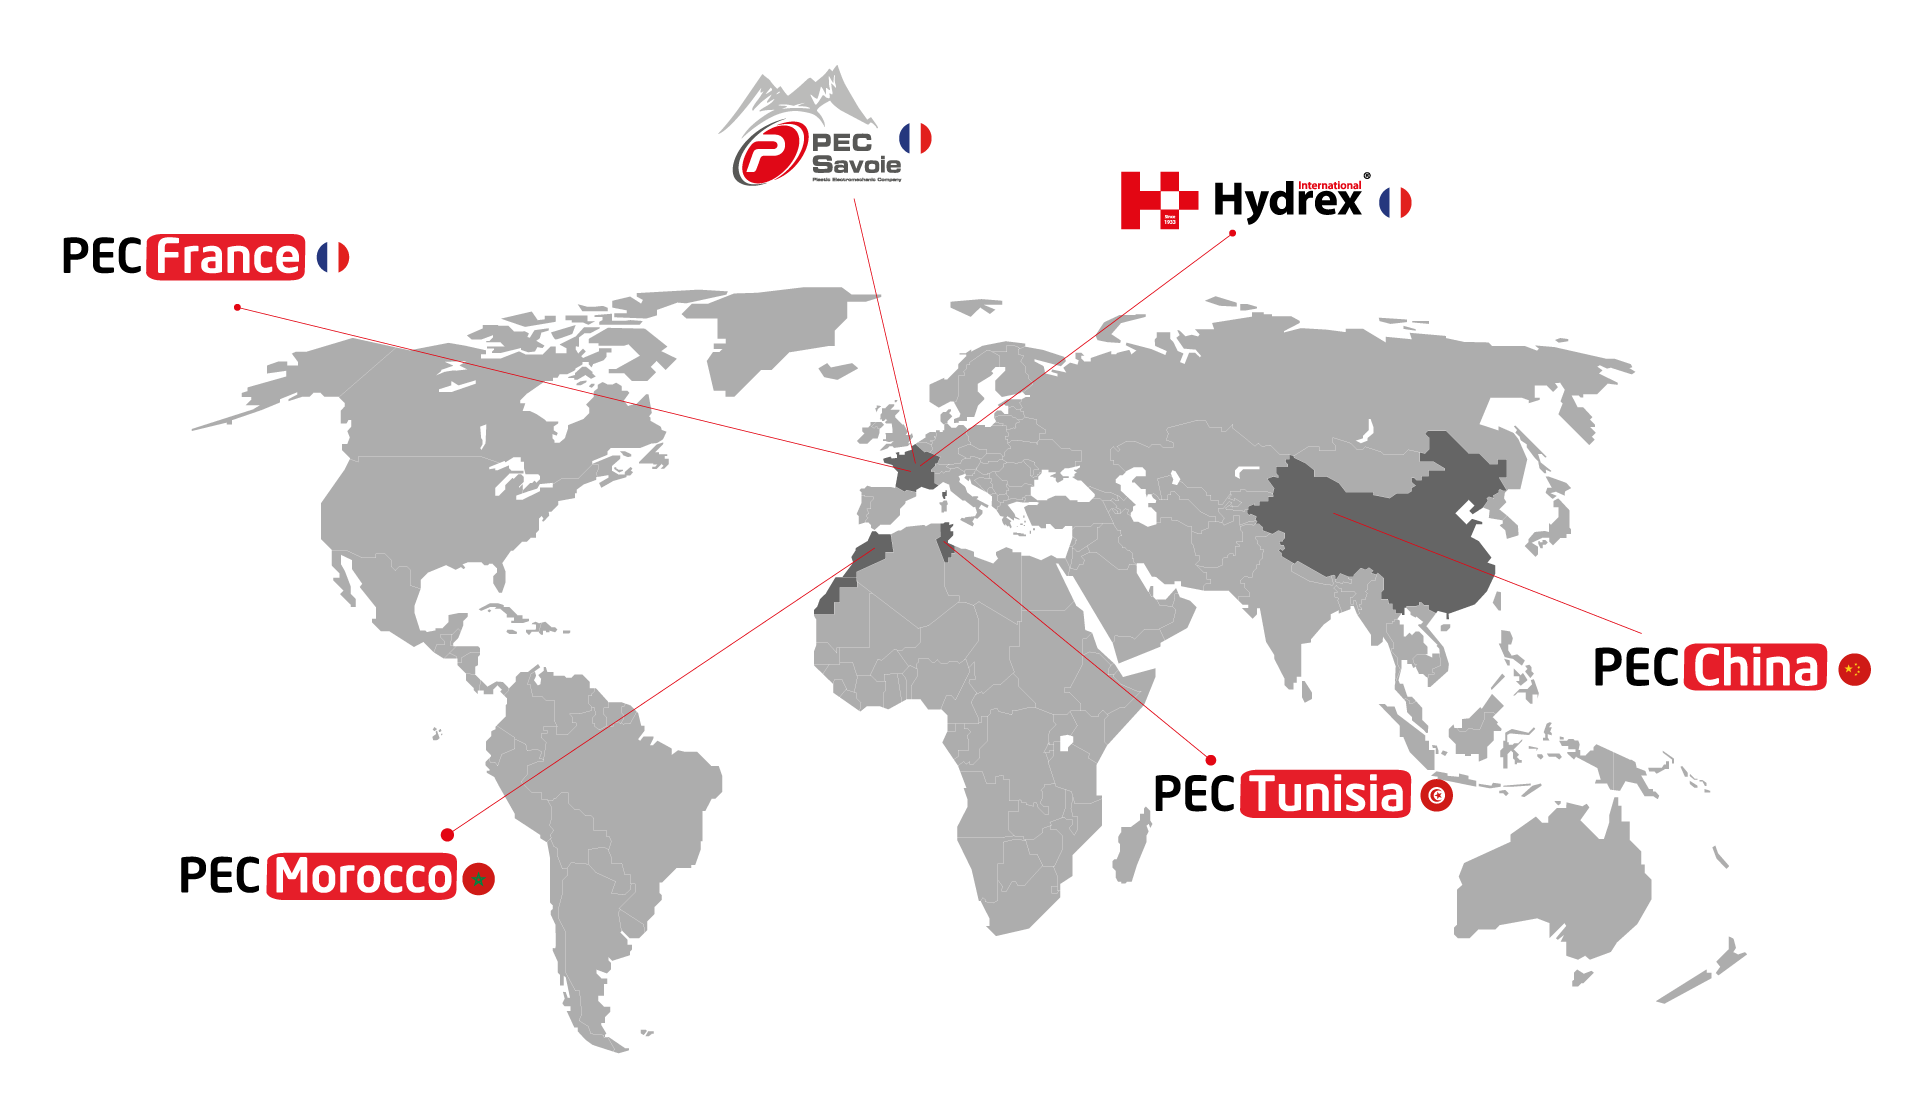 PEC
Savoie
Plastic Electromechanic Company
International
Hydrex®
Since
1933
PEC France
PEC China
PEC Tunisia
PEC Morocco